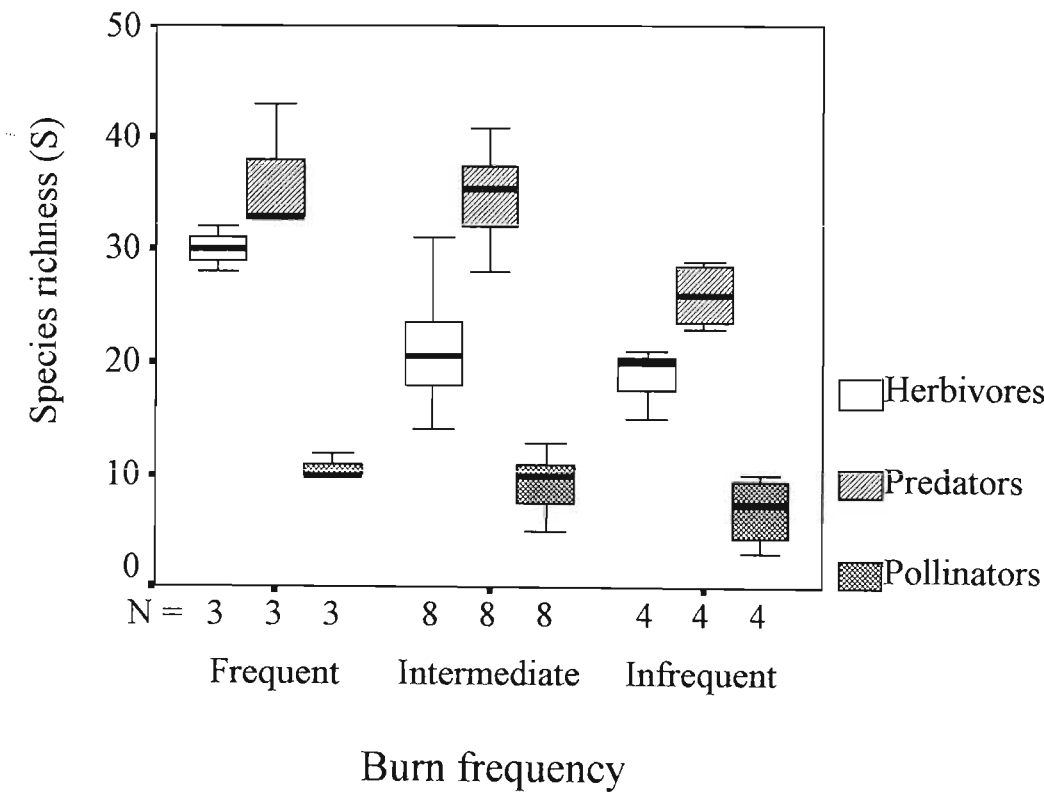 Species richness (S)
50
40
30
20
10
0
N = 3 3 3 8 8 8 4 4 4
Frequent Intermediate Infrequent
Burn frequency
Herbivores
Predators
Pollinators